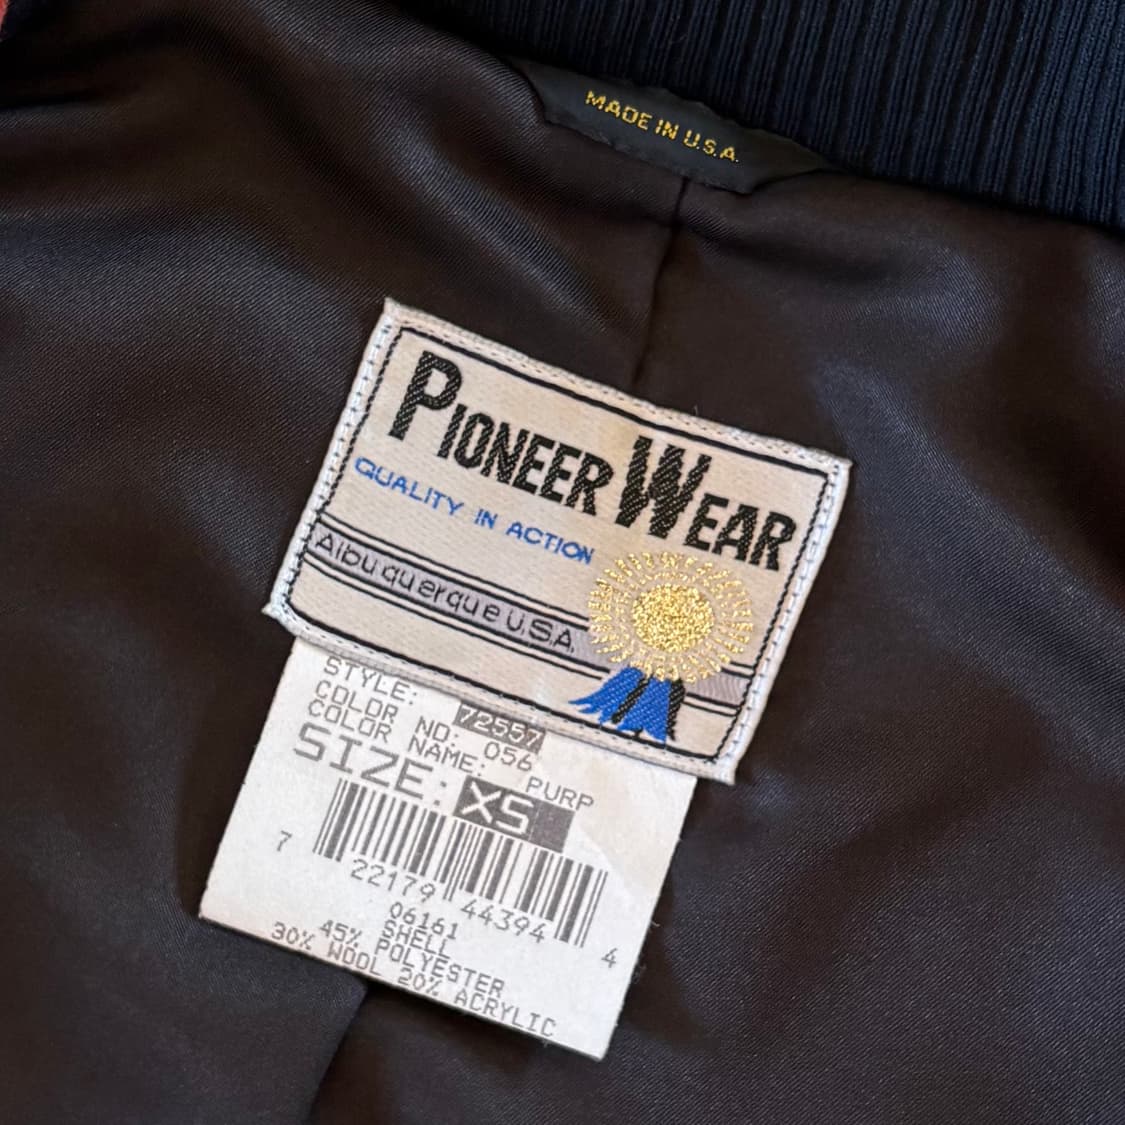 MADE IN U.S.A.
PIONEER WEAR
QUALITY IN ACTION
Albuquerque U.S.A.
STYLE: 72557
COLOR NO: 056
COLOR NAME: PURP
SIZE: XS
7 22179 44394 4
06161
SHELL
45% POLYESTER
30% WOOL 20% ACRYLIC